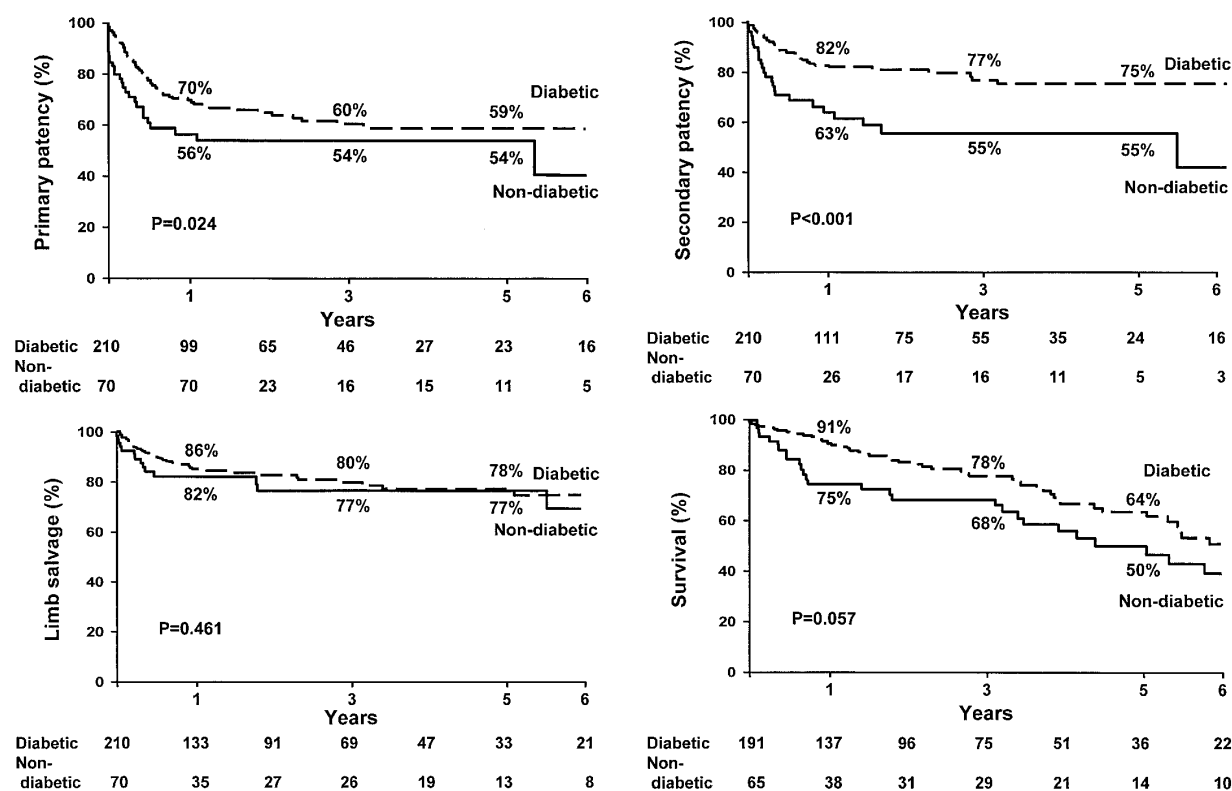 100
80
60
40
20
0
Primary patency (%)
70%
60%
59%
Diabetic
56%
54%
54%
Non-diabetic
P=0.024
1 3 5 6
Years
Diabetic 210 99 65 46 27 23 16
Non-
diabetic 70 70 23 16 15 11 5
100
80
60
40
20
0
Secondary patency (%)
82%
77%
75%
Diabetic
63%
55%
55%
Non-diabetic
P<0.001
1 3 5 6
Years
Diabetic 210 111 75 55 35 24 16
Non-
diabetic 70 26 17 16 11 5 3
100
80
60
40
20
0
Limb salvage (%)
86%
80%
78%
Diabetic
82%
77%
77%
Non-diabetic
P=0.461
1 3 5 6
Years
Diabetic 210 133 91 69 47 33 21
Non-
diabetic 70 35 27 26 19 13 8
100
80
60
40
20
0
Survival (%)
91%
78%
64%
Diabetic
75%
68%
50%
Non-diabetic
P=0.057
1 3 5 6
Years
Diabetic 191 137 96 75 51 36 22
Non-
diabetic 65 38 31 29 21 14 10